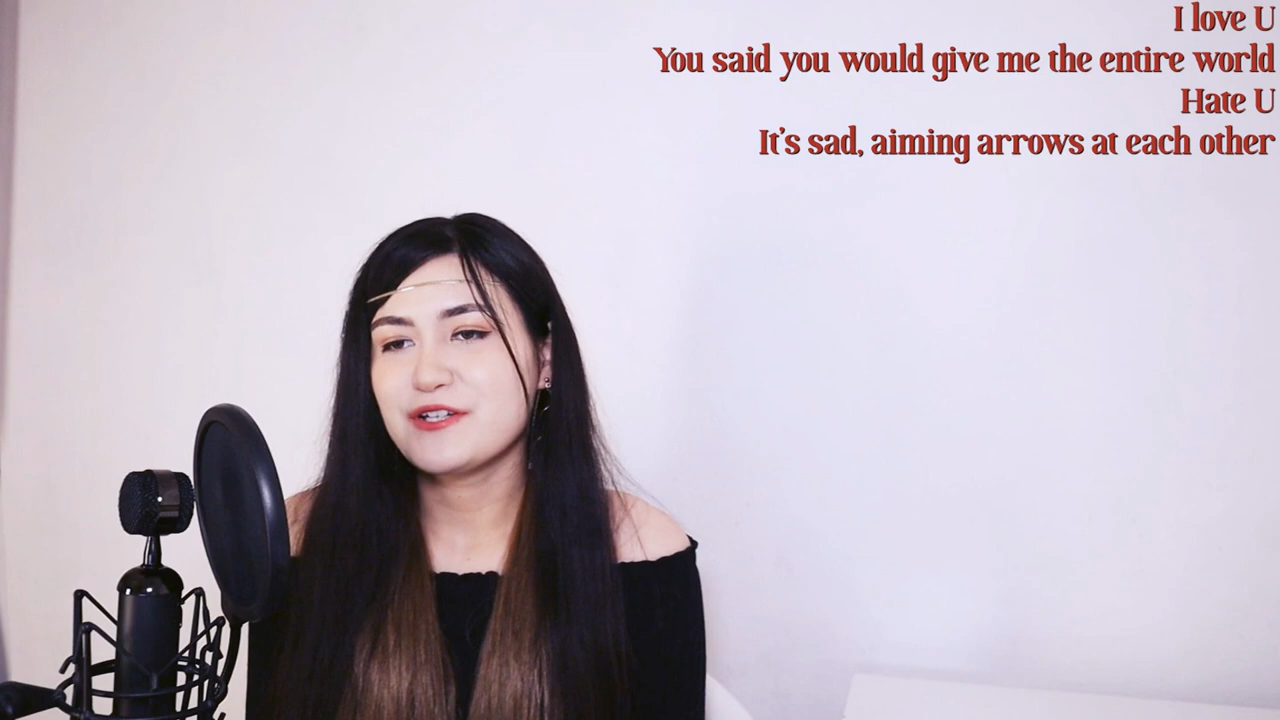 I love U
You said you would give me the entire world
Hate U
It's sad, aiming arrows at each other